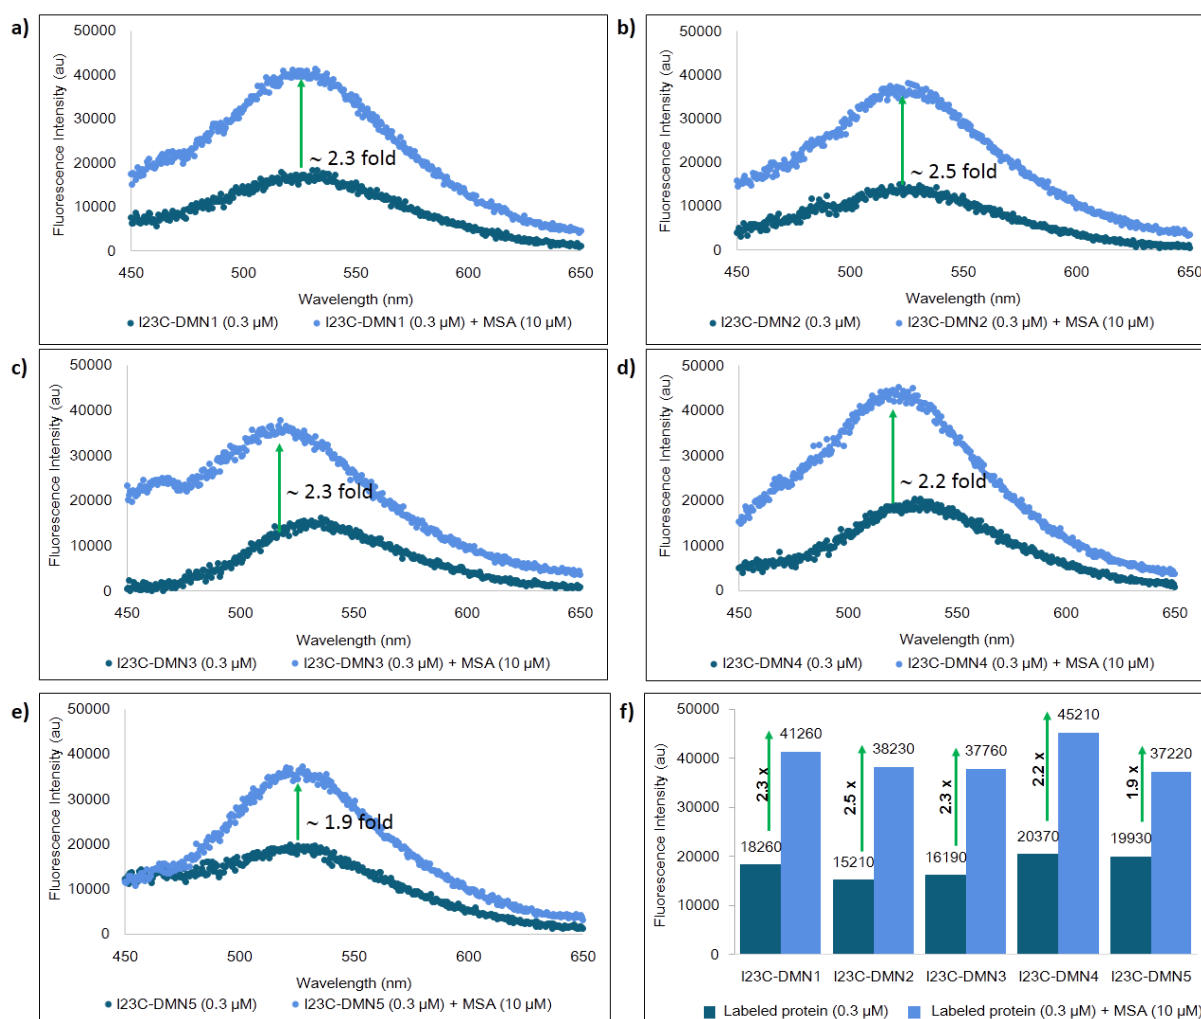 a)
Fluorescence Intensity (au)
50000
40000
30000
20000
10000
0
~ 2.3 fold
450 500 550 600 650
Wavelength (nm)
I23C-DMN1 (0.3 µM) I23C-DMN1 (0.3 µM) + MSA (10 µM)
b)
Fluorescence Intensity (au)
50000
40000
30000
20000
10000
0
~ 2.5 fold
450 500 550 600 650
Wavelength (nm)
I23C-DMN2 (0.3 µM) I23C-DMN2 (0.3 µM) + MSA (10 µM)
c)
Fluorescence Intensity (au)
50000
40000
30000
20000
10000
0
~ 2.3 fold
450 500 550 600 650
Wavelength (nm)
I23C-DMN3 (0.3 µM) I23C-DMN3 (0.3 µM) + MSA (10 µM)
d)
Fluorescence Intensity (au)
50000
40000
30000
20000
10000
0
~ 2.2 fold
450 500 550 600 650
Wavelength (nm)
I23C-DMN4 (0.3 µM) I23C-DMN4 (0.3 µM) + MSA (10 µM)
e)
Fluorescence Intensity (au)
50000
40000
30000
20000
10000
0
~ 1.9 fold
450 500 550 600 650
Wavelength (nm)
I23C-DMN5 (0.3 µM) I23C-DMN5 (0.3 µM) + MSA (10 µM)
f)
Fluorescence Intensity (au)
50000
40000
30000
20000
10000
0
18260 2.3 x 41260
15210 2.5 x 38230
16190 2.3 x 37760
20370 2.2 x 45210
19930 1.9 x 37220
I23C-DMN1 I23C-DMN2 I23C-DMN3 I23C-DMN4 I23C-DMN5
Labeled protein (0.3 µM) Labeled protein (0.3 µM) + MSA (10 µM)